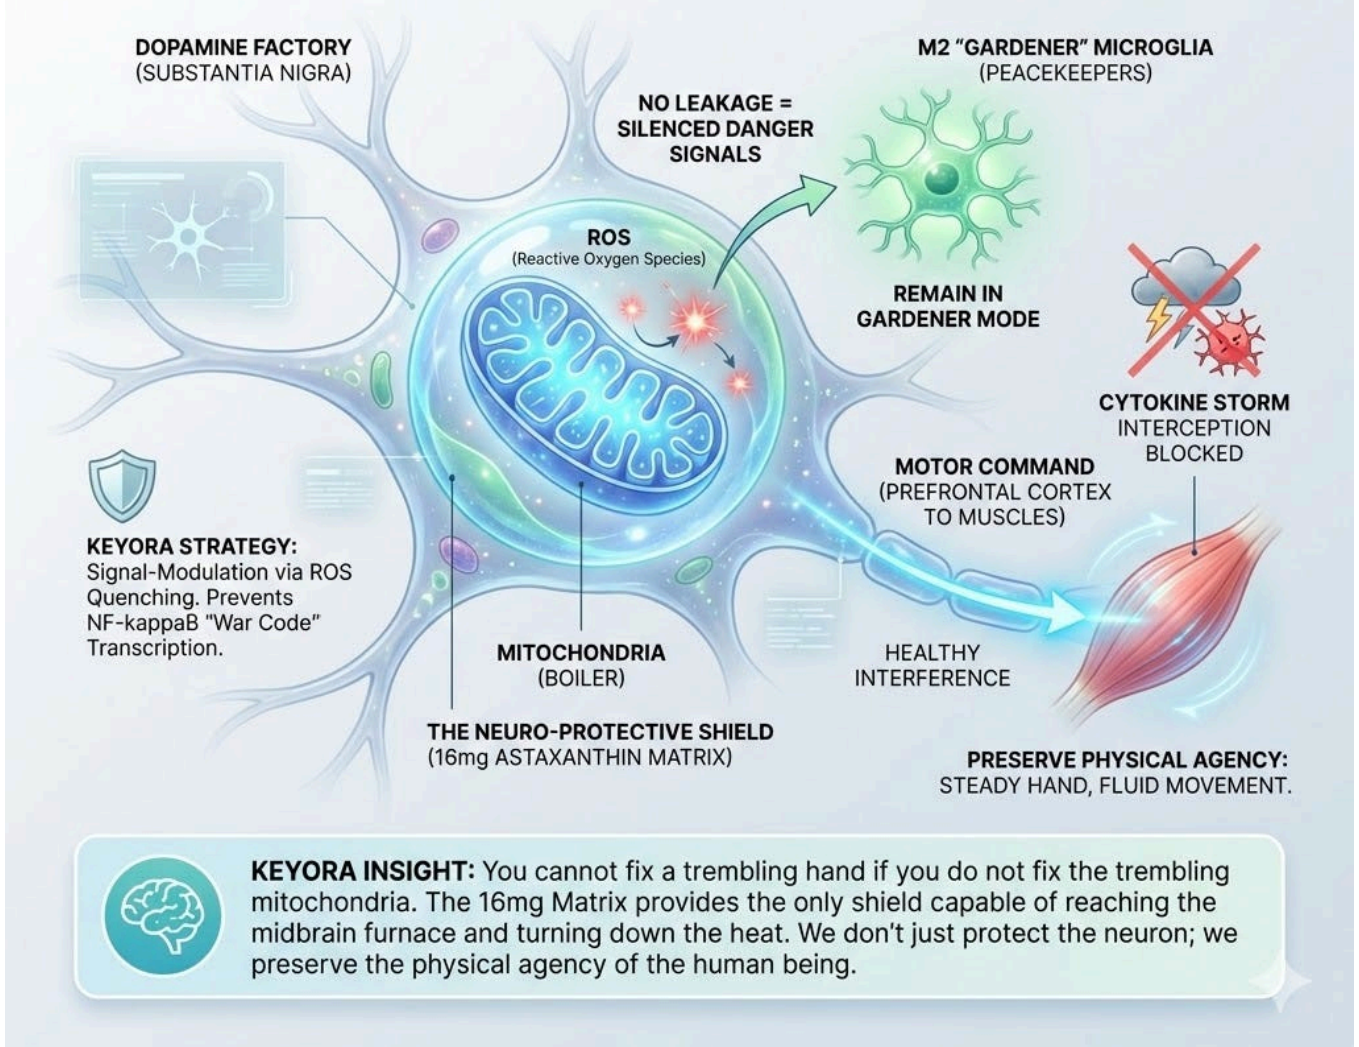 DOPAMINE FACTORY
(SUBSTANTIA NIGRA)
M2 “GARDENER” MICROGLIA
(PEACEKEEPERS)
NO LEAKAGE =
SILENCED DANGER
SIGNALS
ROS
(Reactive Oxygen Species)
REMAIN IN
GARDENER MODE
CYTOKINE STORM
INTERCEPTION
BLOCKED
MOTOR COMMAND
(PREFRONTAL CORTEX
TO MUSCLES)
KEYORA STRATEGY:
Signal-Modulation via ROS
Quenching. Prevents
NF-kappaB "War Code”
Transcription.
MITOCHONDRIA
(BOILER)
HEALTHY
INTERFERENCE
THE NEURO-PROTECTIVE SHIELD
(16mg ASTAXANTHIN MATRIX)
PRESERVE PHYSICAL AGENCY:
STEADY HAND, FLUID MOVEMENT.
KEYORA INSIGHT: You cannot fix a trembling hand if you do not fix the trembling
mitochondria. The 16mg Matrix provides the only shield capable of reaching the
midbrain furnace and turning down the heat. We don't just protect the neuron; we
preserve the physical agency of the human being.